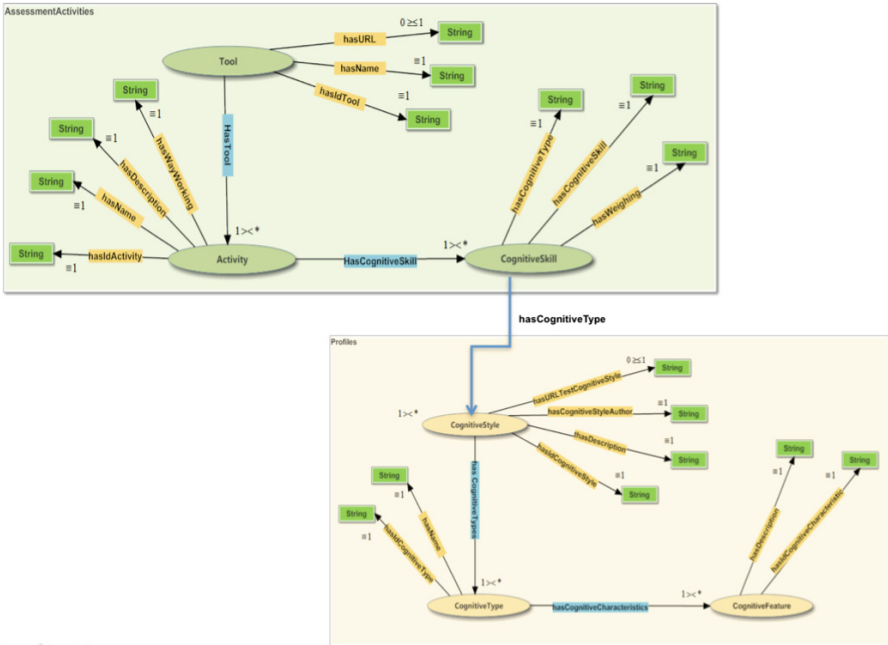 AssessmentActivities
0≥≤1
hasURL
String
Tool
≡1
hasName
String
hasIdTool
≡1
String
String
≡1
hasWayWorking
String
≡1
hasDescription
String
≡1
hasName
String
≡1
hasIdActivity
HasTool
1><*
Activity
HasCognitiveSkill
1><*
CognitiveSkill
String
≡1
hasCognitiveType
String
≡1
hasCognitiveSkill
String
≡1
hasWeighing
hasCognitiveType
Profiles
0≥≤1
hasURLTestCognitiveStyle
String
≡1
hasCognitiveStyleAuthor
String
1><*
CognitiveStyle
thasDescription
≡1
String
hasIdCognitiveStyle
≡1
String
has CognitiveTypes
String
≡1
hasName
String
≡1
hasIdCognitiveType
1><*
CognitiveType
hasCognitiveCharacteristics
1><*
CognitiveFeature
String
≡1
hasDescription
String
≡1
hasIdCognitiveCharacteristic